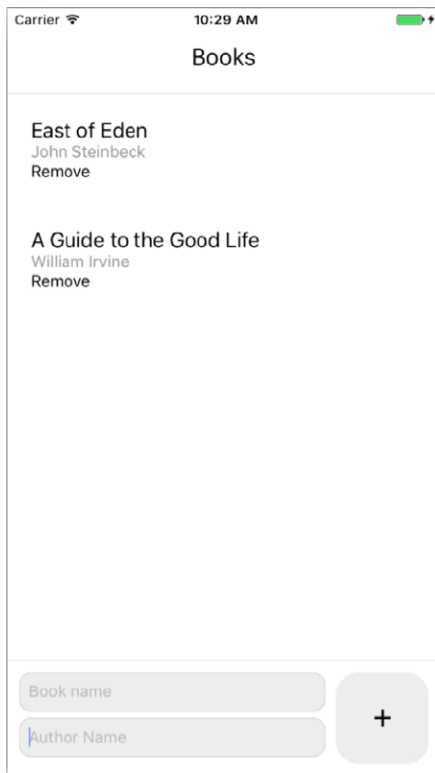 Carrier 10:29 AM
Books
East of Eden
John Steinbeck
Remove
A Guide to the Good Life
William Irvine
Remove
Book name
+
Author Name